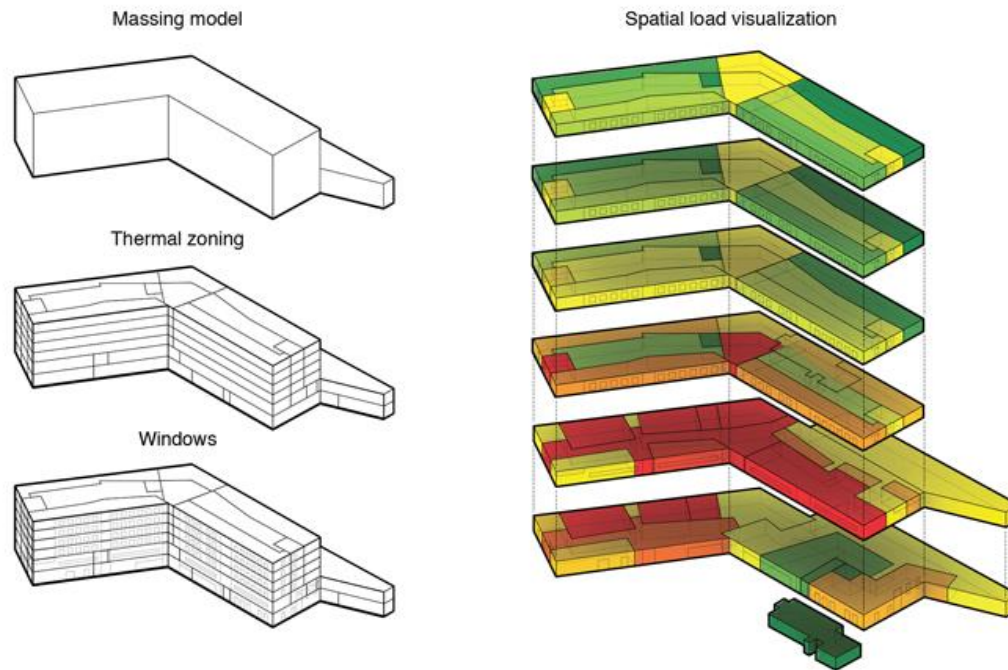 Massing model
Spatial load visualization
Thermal zoning
Windows